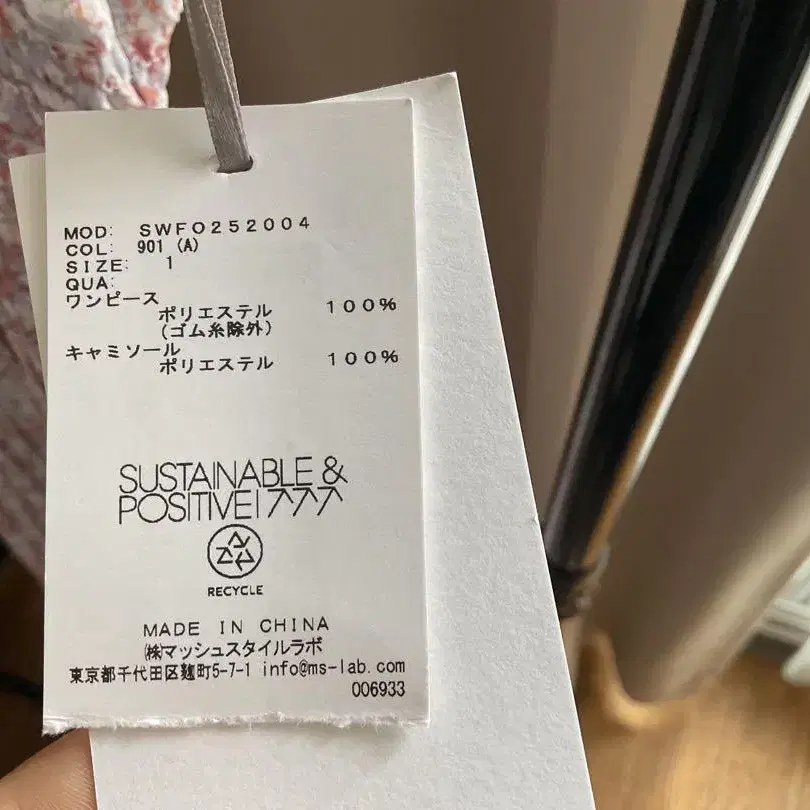 MOD: SWFO252004
COL: 901 (A)
SIZE: 1
QUA:
ワンピース
ポリエステル 100%
(ゴム糸除外)
キャミソール
ポリエステル 100%
SUSTAINABLE &
POSITIVE! 777
RECYCLE
MADE IN CHINA
㈱マッシュスタイルラボ
東京都千代田区麹町5-7-1 info@ms-lab.com
006933